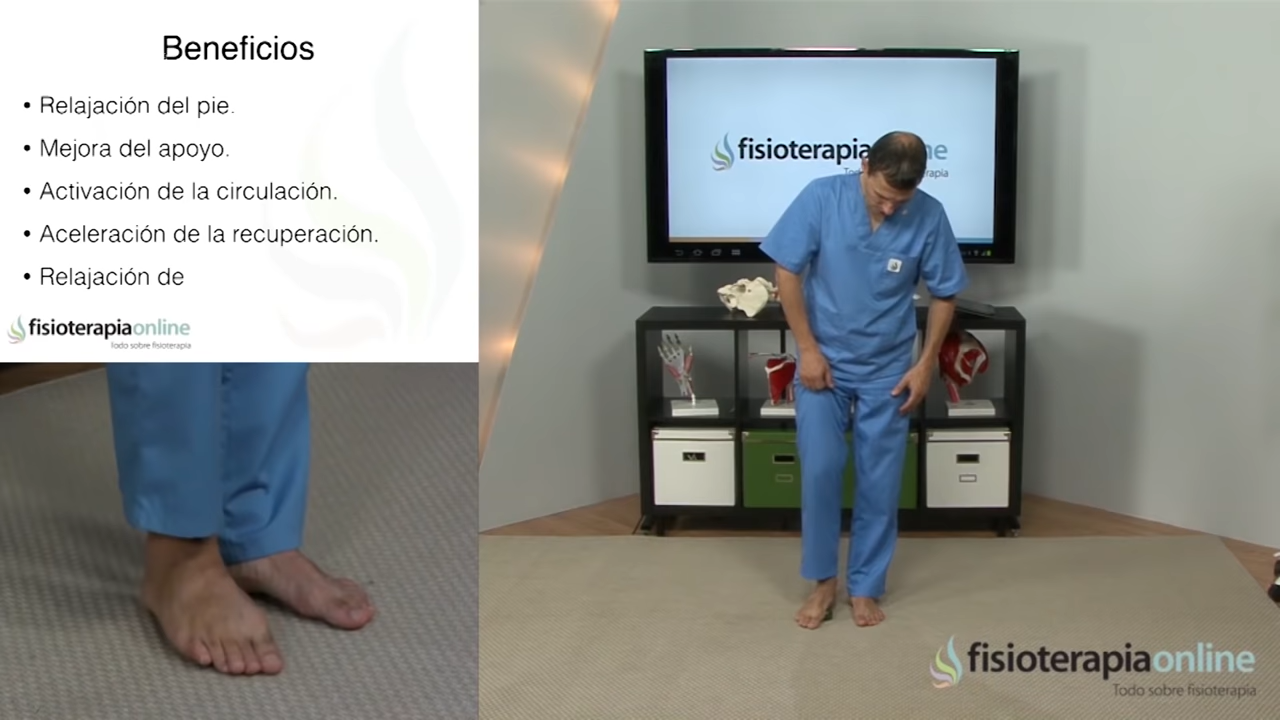 Beneficios
• Relajación del pie.
• Mejora del apoyo.
• Activación de la circulación.
• Aceleración de la recuperación.
• Relajación de
fisioterapiaonline
Todo sobre fisioterapia
fisioterapia
fisioterapiaonline
Todo sobre fisioterapia